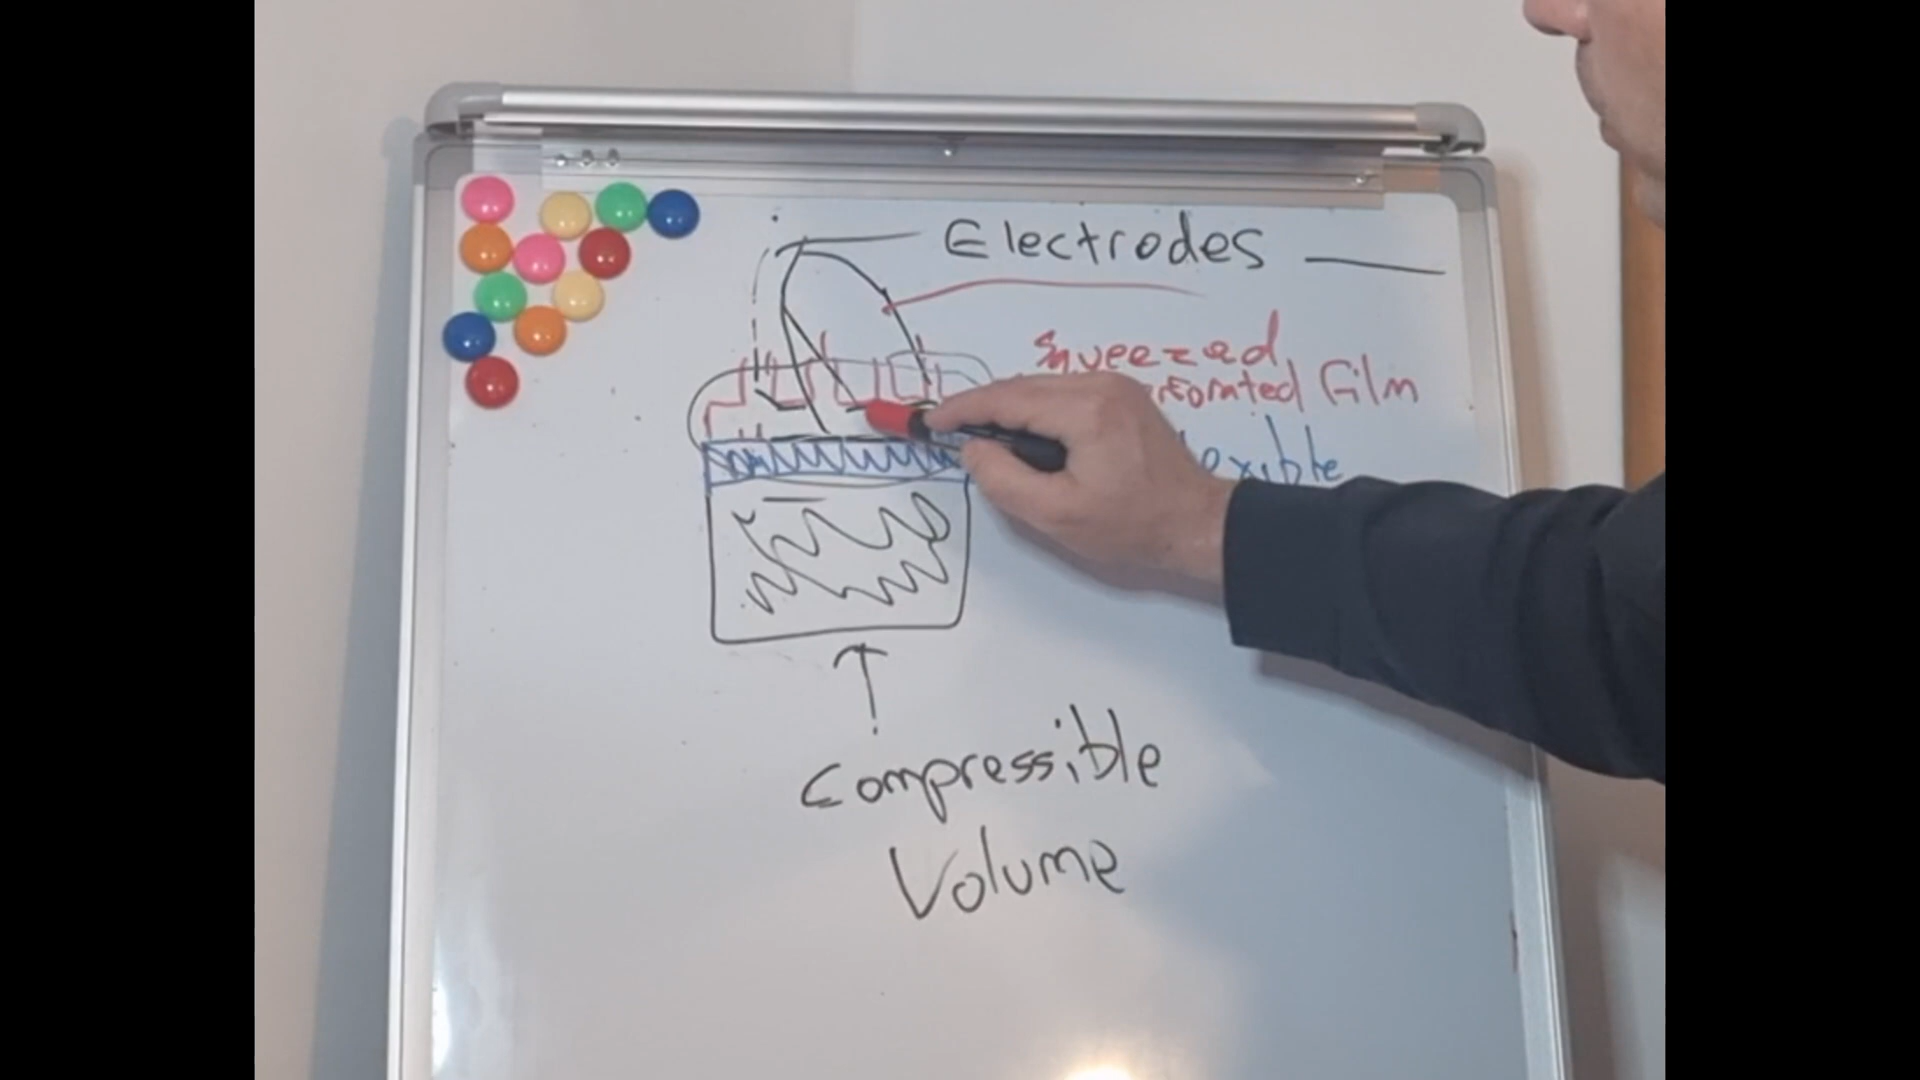 Electrodes
Squeezed
Film
Compressible
Volume